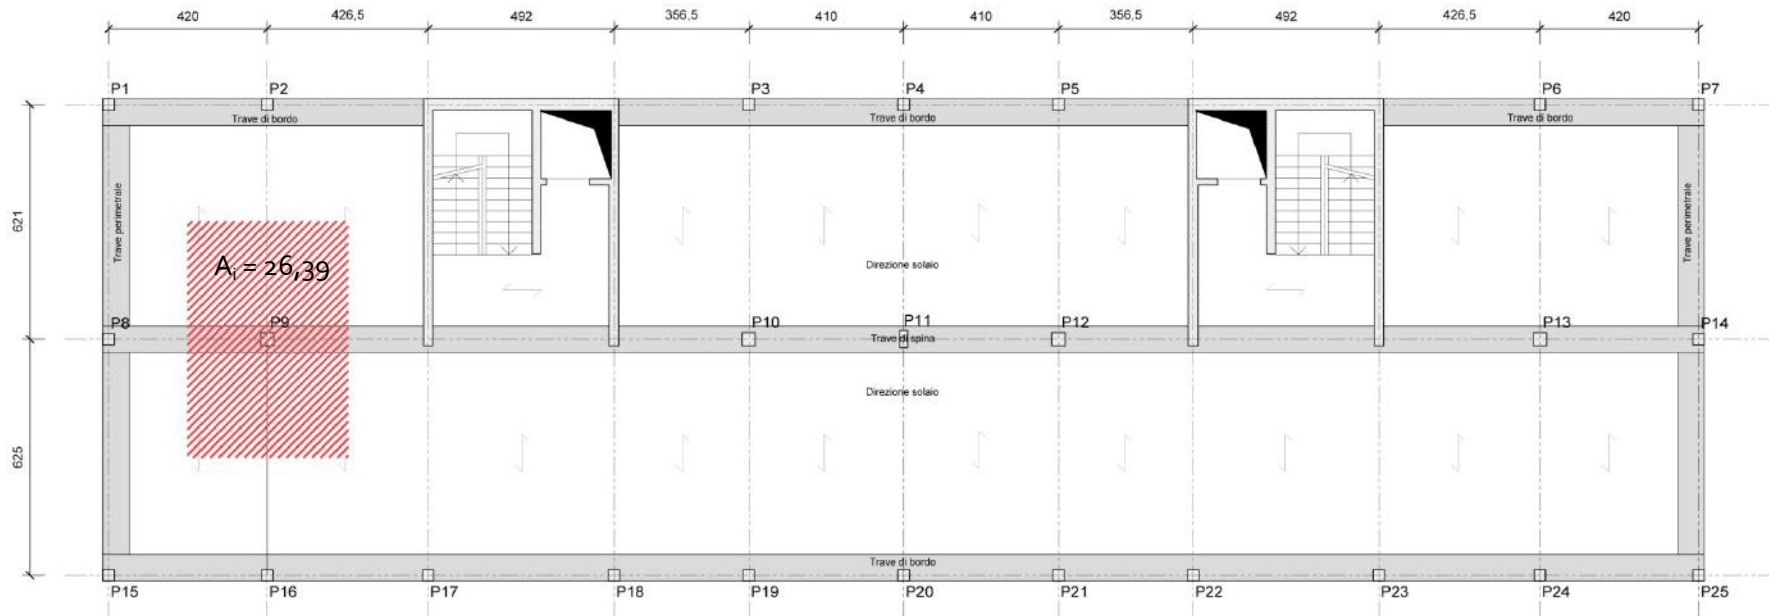 420 426,5 492 356,5 410 410 356,5 492 426,5 420
P1 P2 P3 P4 P5 P6 P7
Trave di bordo Trave di bordo Trave di bordo
621
Trave perimetrale Trave perimetrale
Aᵢ = 26,39
Direzione solaio
P8 P9 P10 P11 P12 P13 P14
Trave di spina
Direzione solaio
625
Trave di bordo
P15 P16 P17 P18 P19 P20 P21 P22 P23 P24 P25